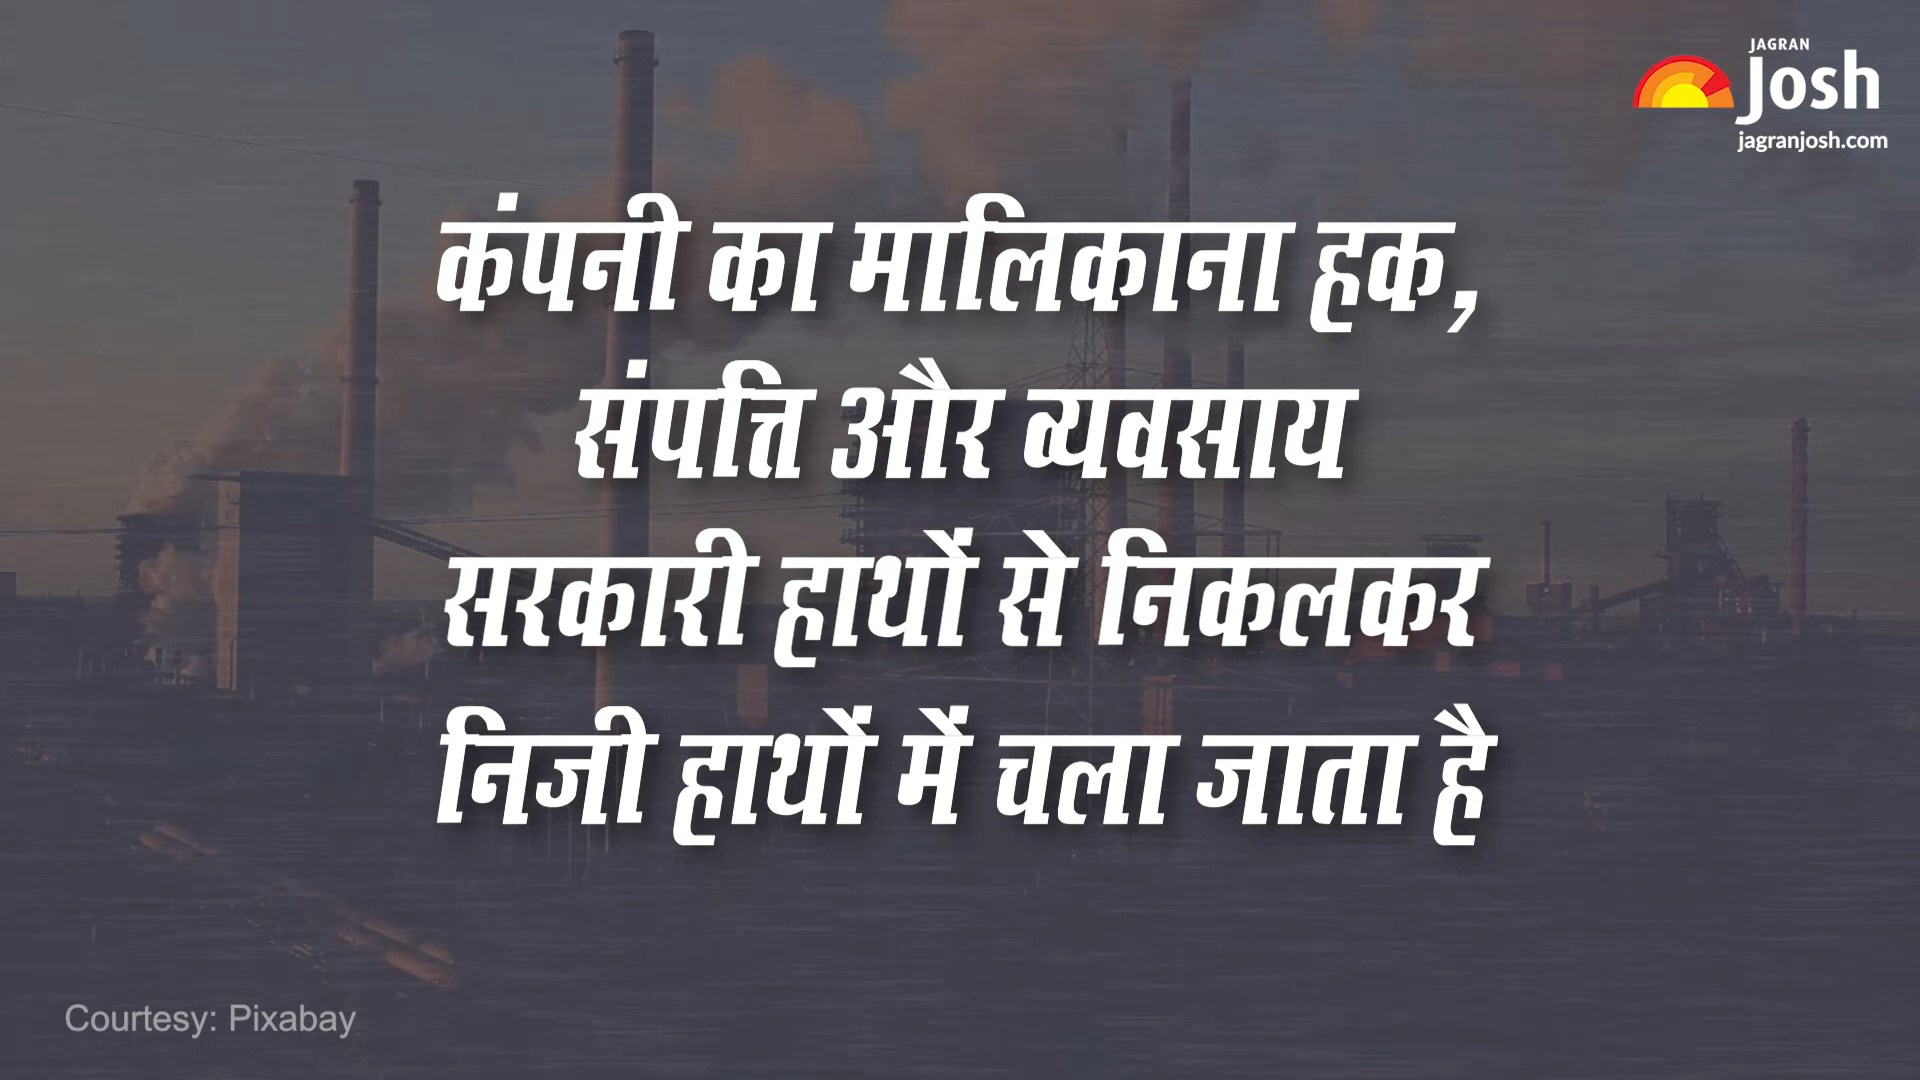 JAGRAN
Josh
jagranjosh.com
कंपनी का मालिकाना हक,
संपत्ति और व्यवसाय
सरकारी हाथों से निकलकर
निजी हाथों में चला जाता है
Courtesy: Pixabay